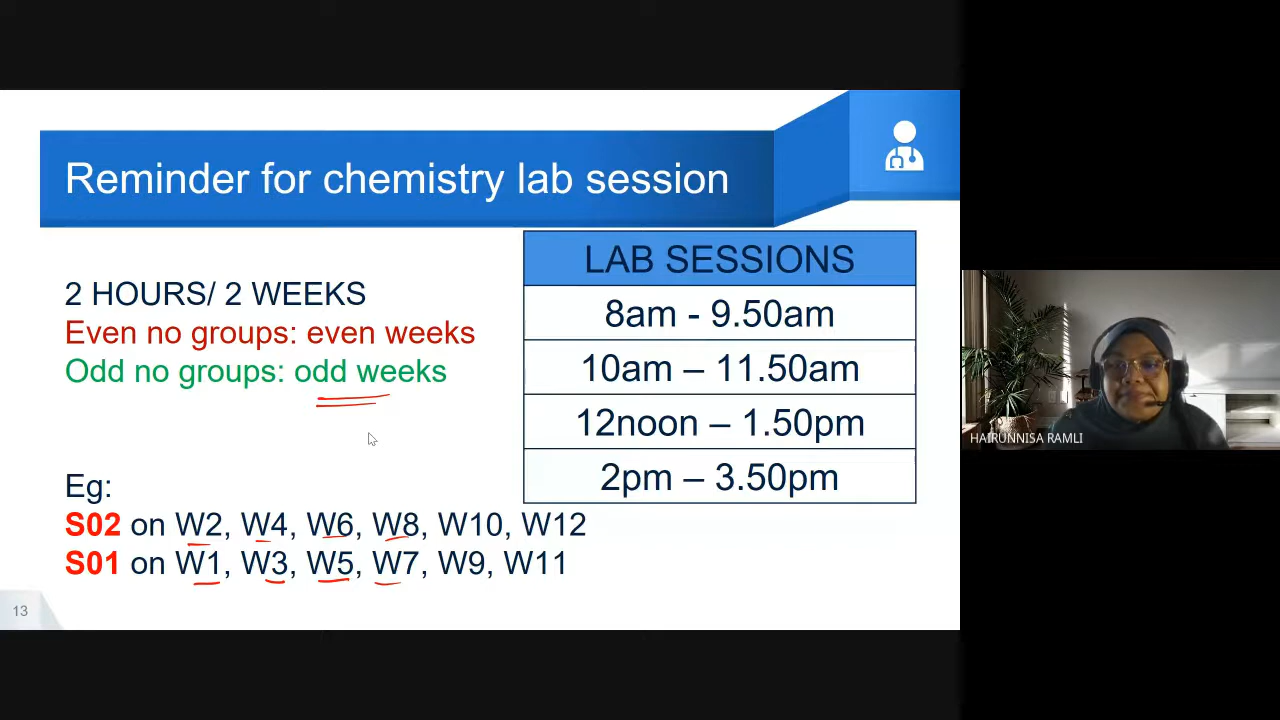 Reminder for chemistry lab session
2 HOURS/ 2 WEEKS
Even no groups: even weeks
Odd no groups: odd weeks
Eg:
S02 on W2, W4, W6, W8, W10, W12
S01 on W1, W3, W5, W7, W9, W11
LAB SESSIONS
8am - 9.50am
10am – 11.50am
12noon – 1.50pm
2pm – 3.50pm
13
HAIRUNNISA RAMLI